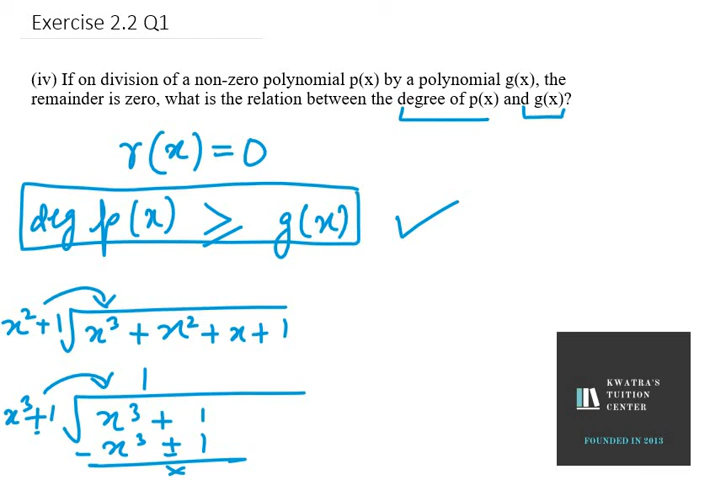 Exercise 2.2 Q1
(iv) If on division of a non-zero polynomial p(x) by a polynomial g(x), the
remainder is zero, what is the relation between the degree of p(x) and g(x)?
r(x) = 0
deg p(x) ≥ g(x) ✓
x² + 1 √ x³ + x² + x + 1
1
x³ + 1 √ x³ + 1
- x³ ± 1
×
KWATRA'S
TUITION
CENTER
FOUNDED IN 2013